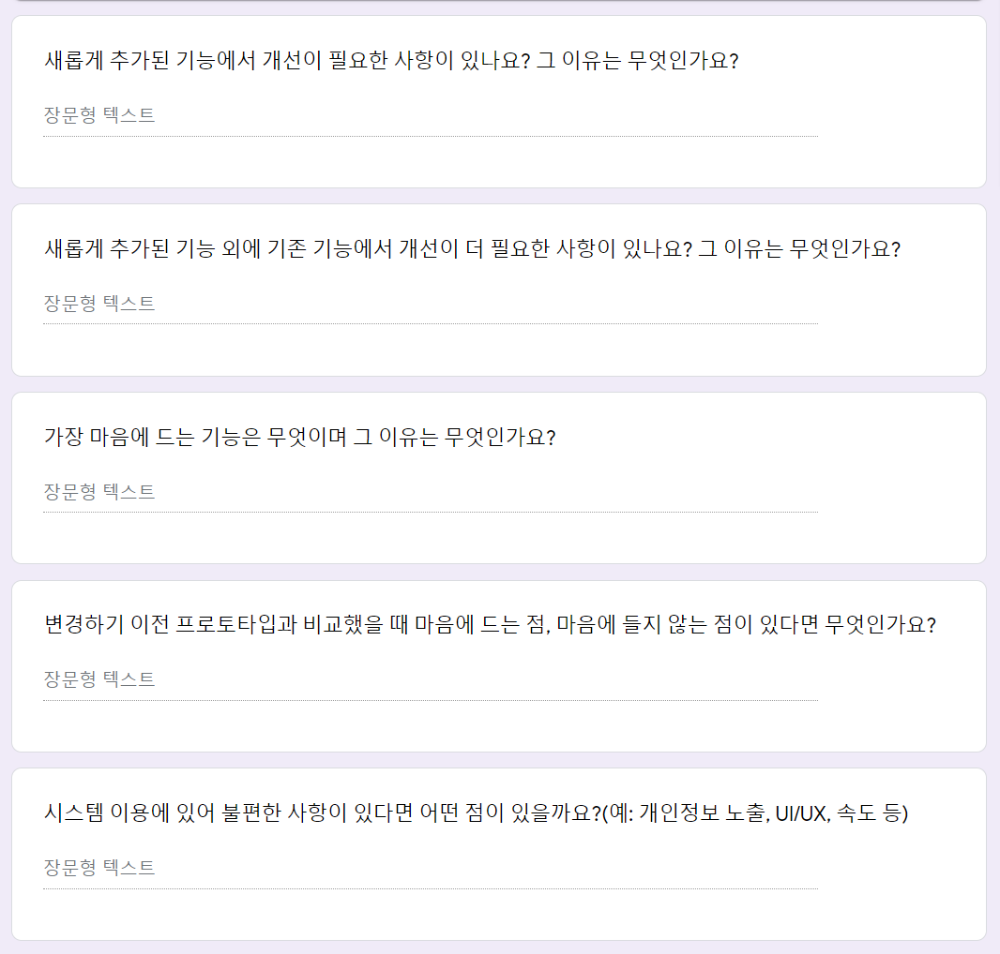 새롭게 추가된 기능에서 개선이 필요한 사항이 있나요? 그 이유는 무엇인가요?
장문형 텍스트
새롭게 추가된 기능 외에 기존 기능에서 개선이 더 필요한 사항이 있나요? 그 이유는 무엇인가요?
장문형 텍스트
가장 마음에 드는 기능은 무엇이며 그 이유는 무엇인가요?
장문형 텍스트
변경하기 이전 프로토타입과 비교했을 때 마음에 드는 점, 마음에 들지 않는 점이 있다면 무엇인가요?
장문형 텍스트
시스템 이용에 있어 불편한 사항이 있다면 어떤 점이 있을까요?(예: 개인정보 노출, UI/UX, 속도 등)
장문형 텍스트